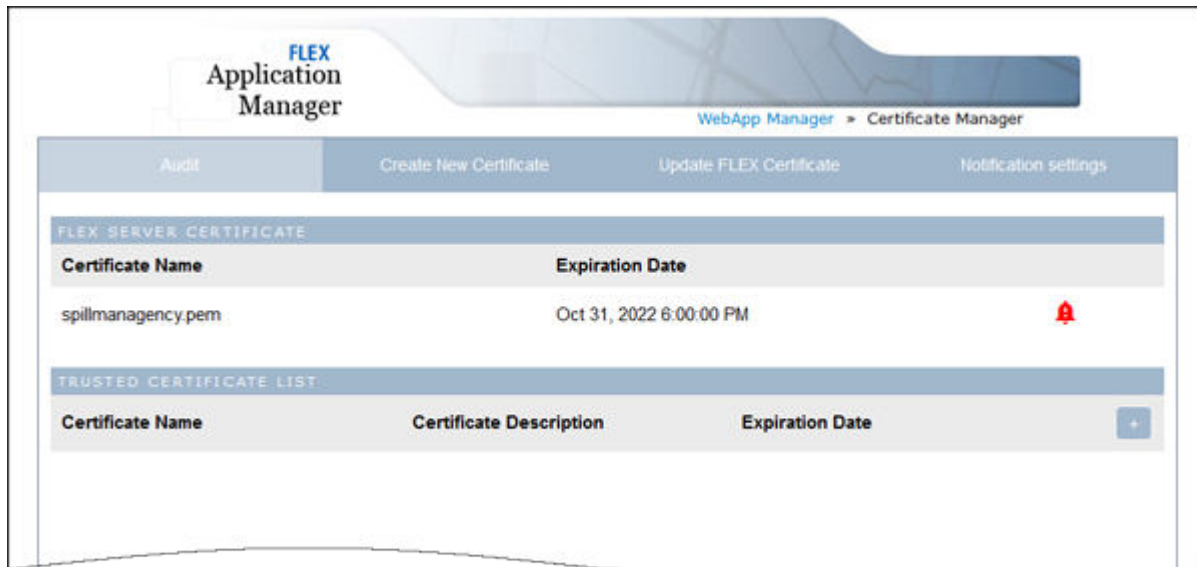 FLEX
Application
Manager
WebApp Manager » Certificate Manager
Audit Create New Certificate Update FLEX Certificate Notification settings
FLEX SERVER CERTIFICATE
Certificate Name Expiration Date
spillmanagency.pem Oct 31, 2022 6:00:00 PM
TRUSTED CERTIFICATE LIST
Certificate Name Certificate Description Expiration Date +